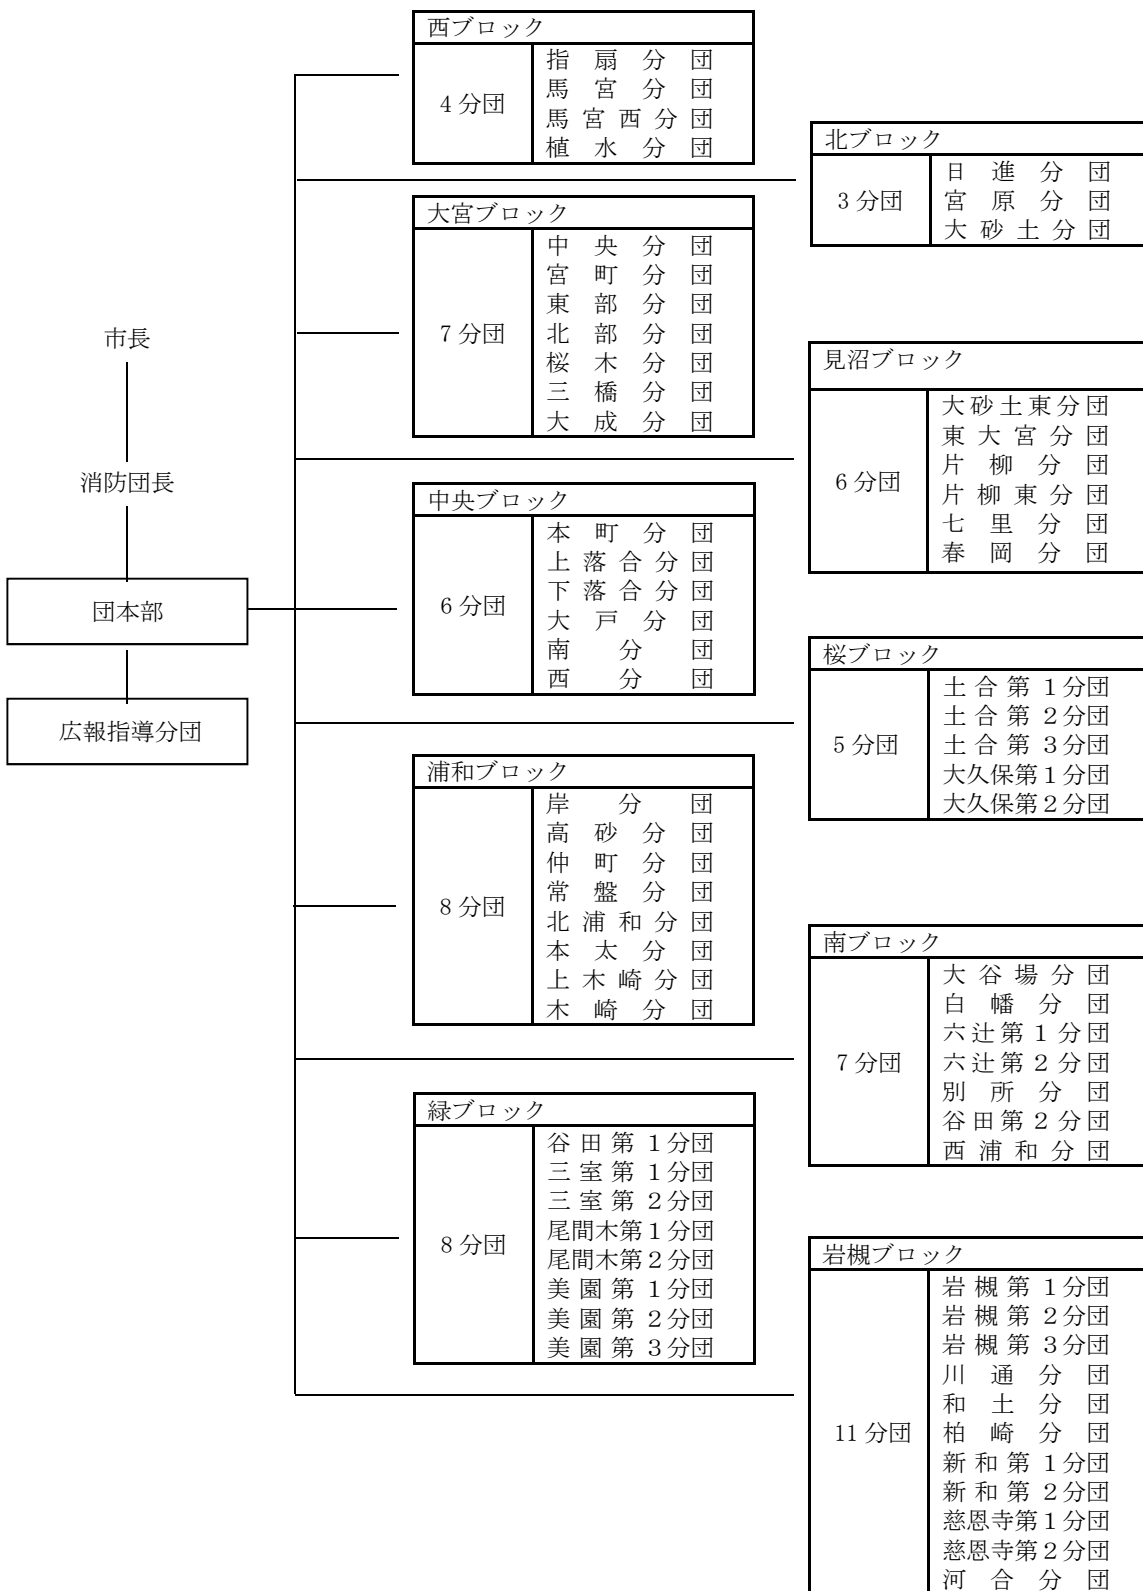 市長
消防団長
団本部
広報指導分団
西ブロック
4分団
指扇分団
馬宮分団
馬宮西分団
植水分団
北ブロック
3分団
日進分団
宮原分団
大砂土分団
大宮ブロック
7分団
中央分団
宮町分団
東部分団
北部分団
桜木分団
三橋分団
大成分団
見沼ブロック
6分団
大砂土東分団
東大宮分団
片柳分団
片柳東分団
七里分団
春岡分団
中央ブロック
6分団
本町分団
上落合分団
下落合分団
大戸分団
南分団
西分団
桜ブロック
5分団
土合第1分団
土合第2分団
土合第3分団
大久保第1分団
大久保第2分団
浦和ブロック
8分団
岸分団
高砂分団
仲町分団
常盤分団
北浦和分団
本太分団
上木崎分団
木崎分団
南ブロック
7分団
大谷場分団
白幡分団
六辻第1分団
六辻第2分団
別所分団
谷田第2分団
西浦和分団
緑ブロック
8分団
谷田第1分団
三室第1分団
三室第2分団
尾間木第1分団
尾間木第2分団
美園第1分団
美園第2分団
美園第3分団
岩槻ブロック
11分団
岩槻第1分団
岩槻第2分団
岩槻第3分団
川通分団
和土分団
柏崎分団
新和第1分団
新和第2分団
慈恩寺第1分団
慈恩寺第2分団
河合分団